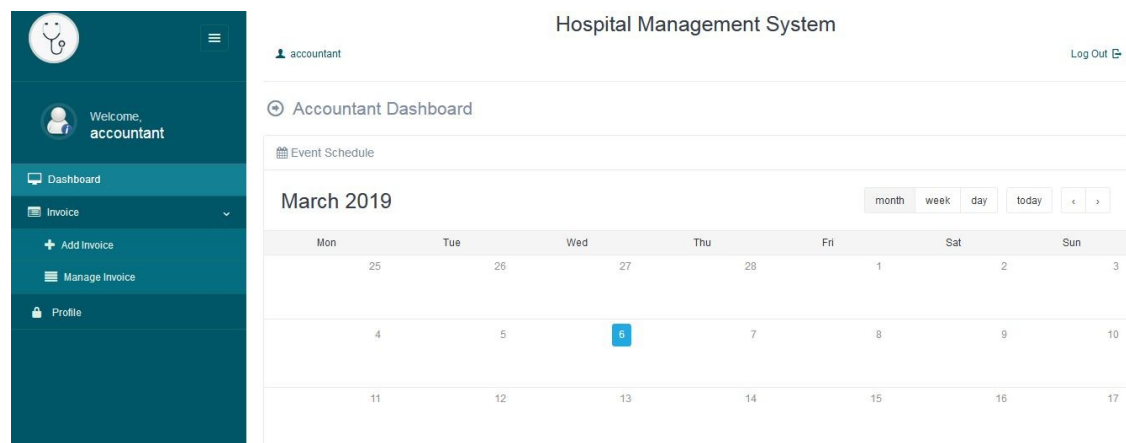 Hospital Management System
accountant
Log Out
Welcome,
accountant
Dashboard
Invoice
Add Invoice
Manage Invoice
Profile
Accountant Dashboard
Event Schedule
March 2019
month week day today ‹ ›
Mon Tue Wed Thu Fri Sat Sun
25 26 27 28 1 2 3
4 5 6 7 8 9 10
11 12 13 14 15 16 17